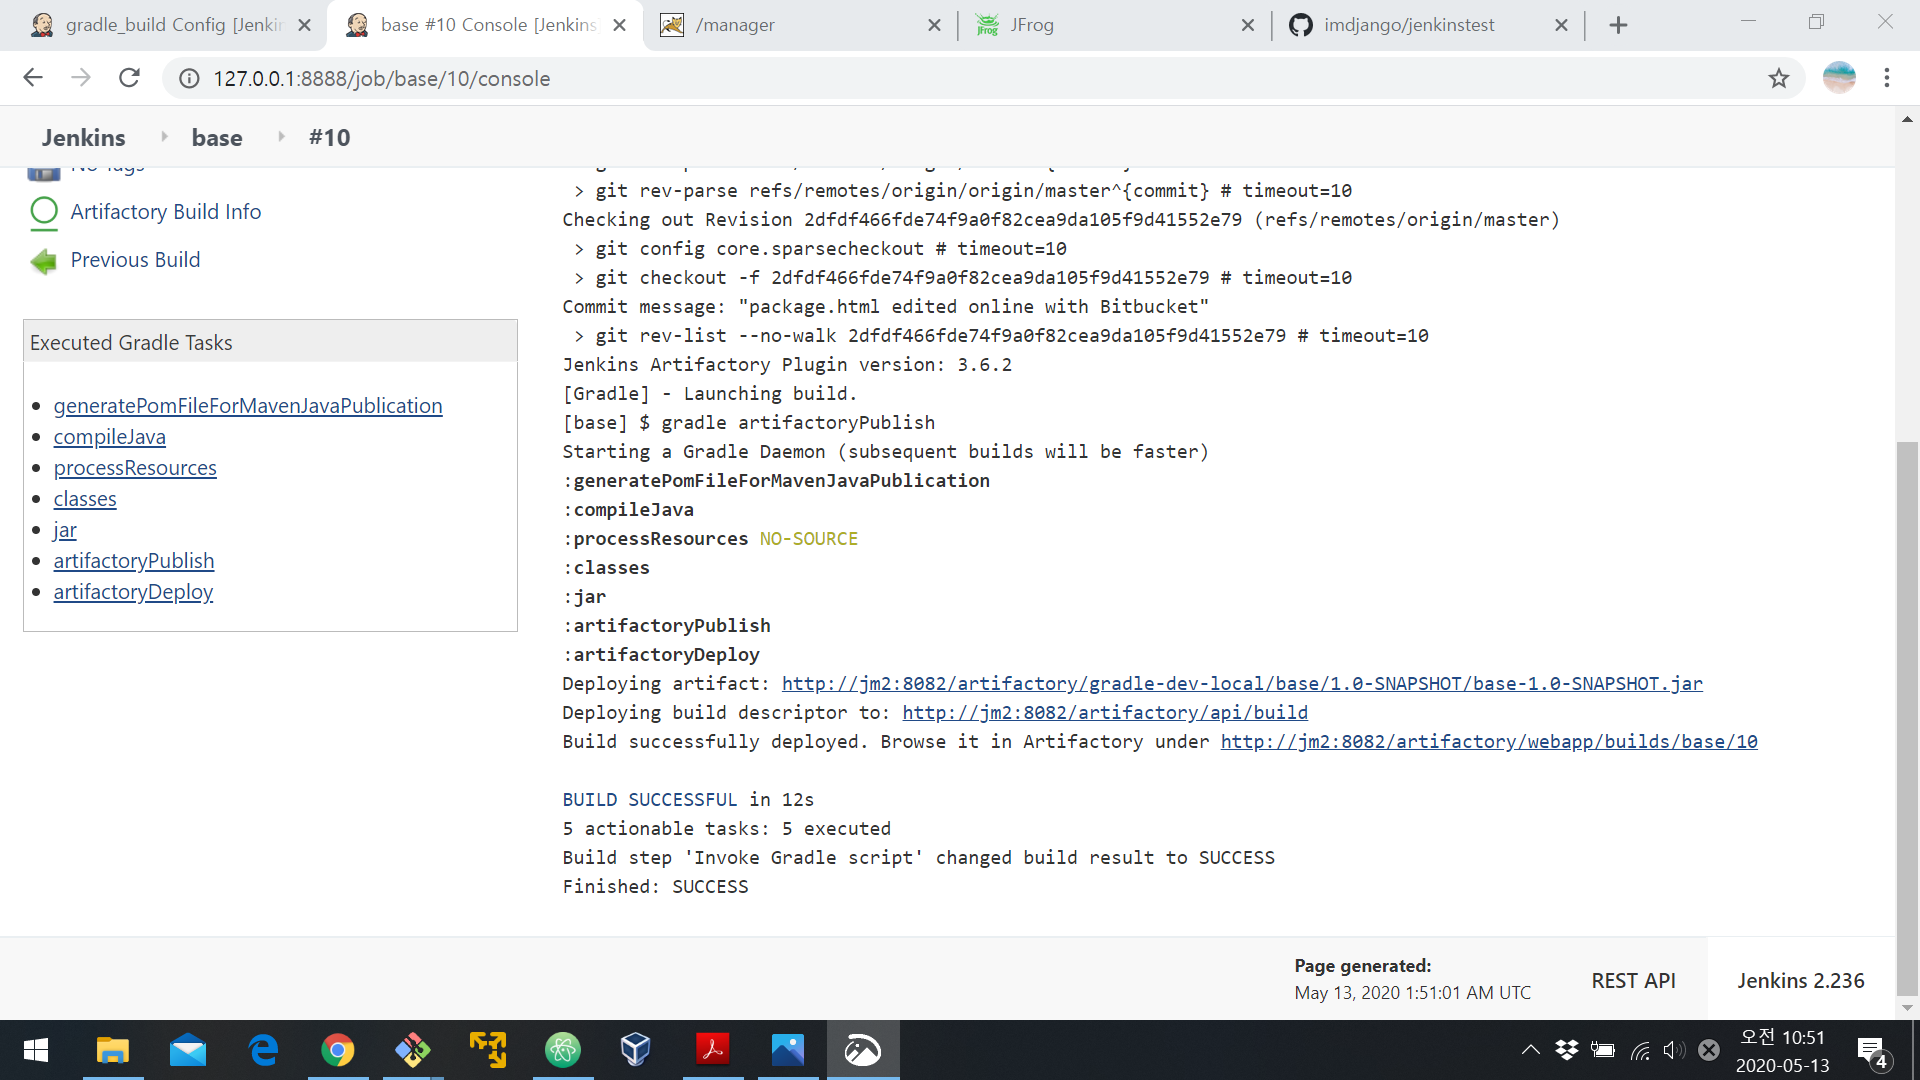 gradle_build Config [Jenkin
base #10 Console [Jenkins
/manager
JFrog
imdjango/jenkinstest
127.0.0.1:8888/job/base/10/console
Jenkins
base
#10
No Tags
Artifactory Build Info
Previous Build
Executed Gradle Tasks
generatePomFileForMavenJavaPublication
compileJava
processResources
classes
jar
artifactoryPublish
artifactoryDeploy
> git rev-parse refs/remotes/origin/origin/master^{commit} # timeout=10
Checking out Revision 2dfdf466fde74f9a0f82cea9da105f9d41552e79 (refs/remotes/origin/master)
> git config core.sparsecheckout # timeout=10
> git checkout -f 2dfdf466fde74f9a0f82cea9da105f9d41552e79 # timeout=10
Commit message: "package.html edited online with Bitbucket"
> git rev-list --no-walk 2dfdf466fde74f9a0f82cea9da105f9d41552e79 # timeout=10
Jenkins Artifactory Plugin version: 3.6.2
[Gradle] - Launching build.
[base] $ gradle artifactoryPublish
Starting a Gradle Daemon (subsequent builds will be faster)
:generatePomFileForMavenJavaPublication
:compileJava
:processResources NO-SOURCE
:classes
:jar
:artifactoryPublish
:artifactoryDeploy
Deploying artifact: http://jm2:8082/artifactory/gradle-dev-local/base/1.0-SNAPSHOT/base-1.0-SNAPSHOT.jar
Deploying build descriptor to: http://jm2:8082/artifactory/api/build
Build successfully deployed. Browse it in Artifactory under http://jm2:8082/artifactory/webapp/builds/base/10
BUILD SUCCESSFUL in 12s
5 actionable tasks: 5 executed
Build step 'Invoke Gradle script' changed build result to SUCCESS
Finished: SUCCESS
Page generated:
May 13, 2020 1:51:01 AM UTC
REST API
Jenkins 2.236
오전 10:51
2020-05-13
4